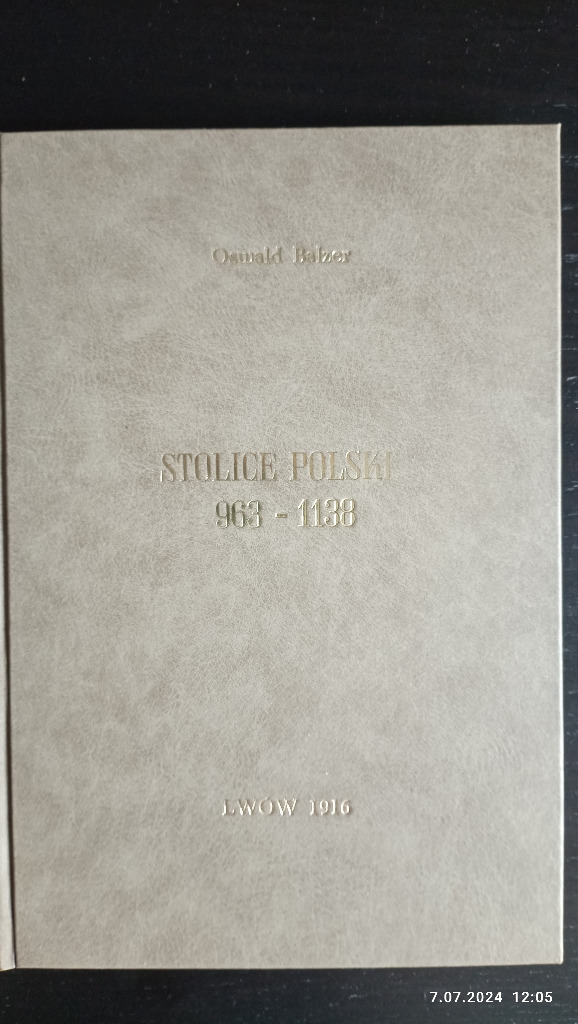 Oswald Balzer
STOLICE POLSKI
963 - 1138
LWÓW 1916
7.07.2024 12:05